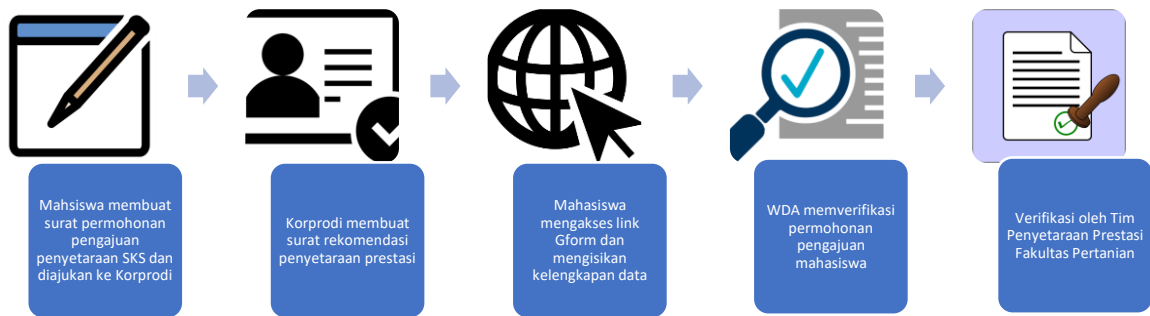 Mahsiswa membuat
surat permohonan
pengajuan
penyetaraan SKS dan
diajukan ke Korprodi
Korprodi membuat
surat rekomendasi
penyetaraan prestasi
Mahasiswa
mengakses link
Gform dan
mengisikan
kelengkapan data
WDA memverifikasi
permohonan
pengajuan
mahasiswa
Verifikasi oleh Tim
Penyetaraan Prestasi
Fakultas Pertanian